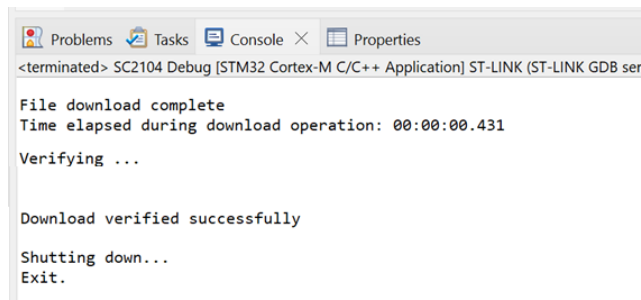 Problems Tasks Console Properties
<terminated> SC2104 Debug [STM32 Cortex-M C/C++ Application] ST-LINK (ST-LINK GDB ser
File download complete
Time elapsed during download operation: 00:00:00.431
Verifying ...
Download verified successfully
Shutting down...
Exit.